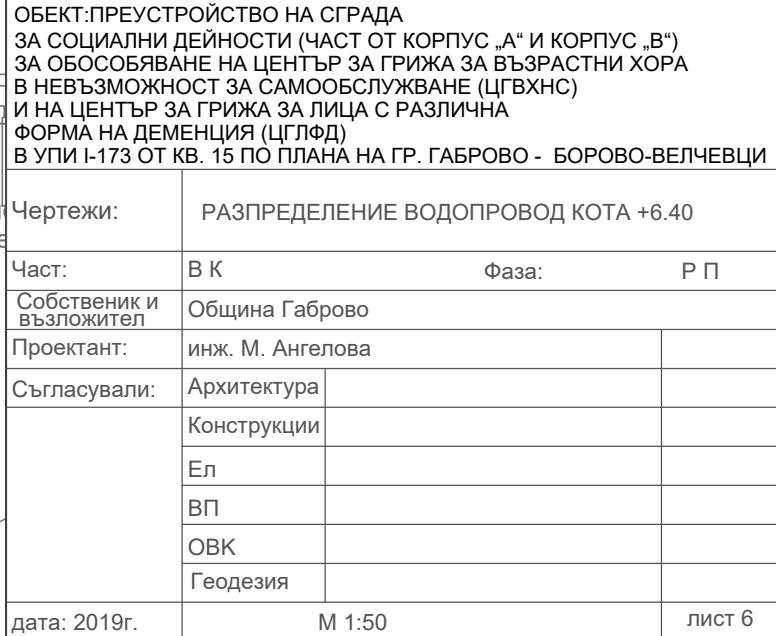 ОБЕКТ:ПРЕУСТРОЙСТВО НА СГРАДА
ЗА СОЦИАЛНИ ДЕЙНОСТИ (ЧАСТ ОТ КОРПУС „А“ И КОРПУС „В“)
ЗА ОБОСОБЯВАНЕ НА ЦЕНТЪР ЗА ГРИЖА ЗА ВЪЗРАСТНИ ХОРА
В НЕВЪЗМОЖНОСТ ЗА САМООБСЛУЖВАНЕ (ЦГВХНС)
И НА ЦЕНТЪР ЗА ГРИЖА ЗА ЛИЦА С РАЗЛИЧНА
ФОРМА НА ДЕМЕНЦИЯ (ЦГЛФД)
В УПИ I-173 ОТ КВ. 15 ПО ПЛАНА НА ГР. ГАБРОВО - БОРОВО-ВЕЛЧЕВЦИ
Чертежи: РАЗПРЕДЕЛЕНИЕ ВОДОПРОВОД КОТА +6.40
Част: В К Фаза: Р П
Собственик и
възложител Община Габрово
Проектант: инж. М. Ангелова
Съгласували: Архитектура
Конструкции
Ел
ВП
ОВК
Геодезия
дата: 2019г. М 1:50 лист 6